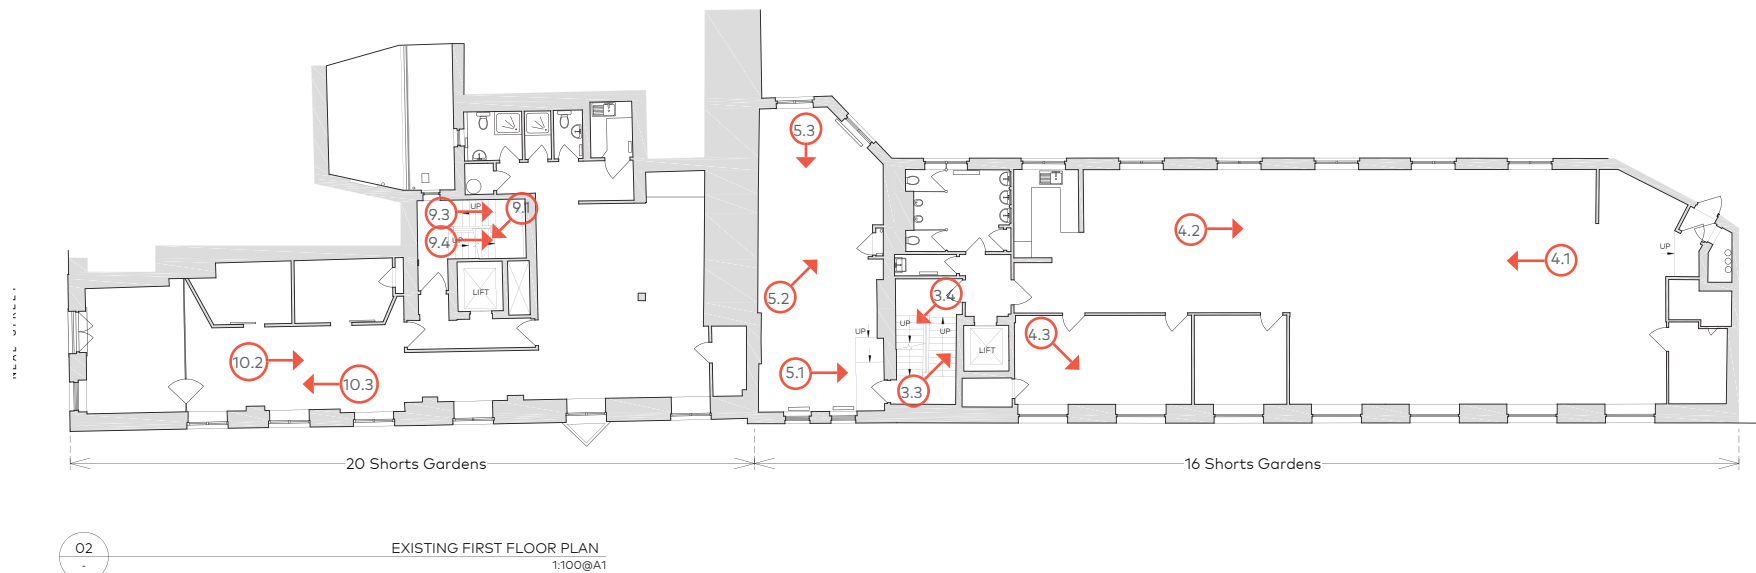 5.3
UP
9.3
9.1
9.4
UP
4.2
UP
4.1
LIFT
5.2
3.4
UP
UP
UP
4.3
LIFT
10.2
10.3
5.1
3.3
20 Shorts Gardens
16 Shorts Gardens
02
-
EXISTING FIRST FLOOR PLAN
1:100@A1